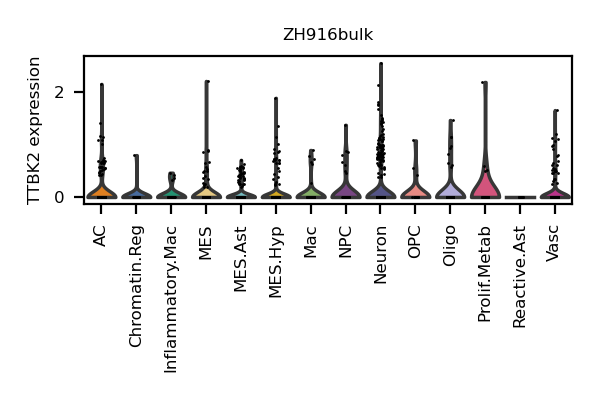 ZH916bulk
TTBK2 expression
2
0
AC
Chromatin.Reg
Inflammatory.Mac
MES
MES.Ast
MES.Hyp
Mac
NPC
Neuron
OPC
Oligo
Prolif.Metab
Reactive.Ast
Vasc